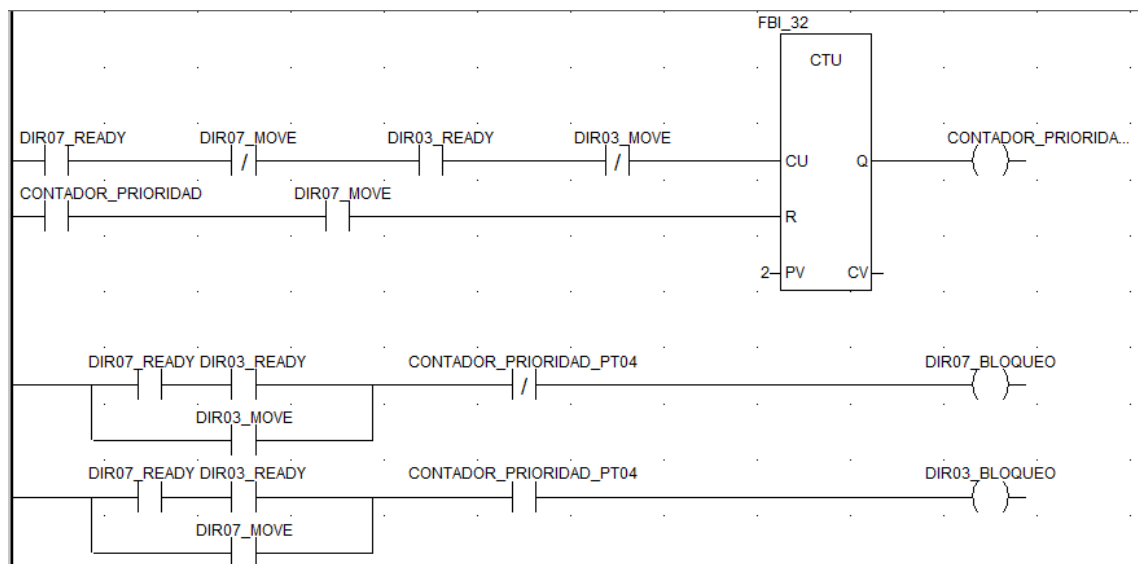 FBI_32
CTU
DIR07_READY DIR07_MOVE DIR03_READY DIR03_MOVE CONTADOR_PRIORIDA...
CU Q
CONTADOR_PRIORIDAD DIR07_MOVE
R
2 PV CV
DIR07_READY DIR03_READY CONTADOR_PRIORIDAD_PT04 DIR07_BLOQUEO
DIR03_MOVE
DIR07_READY DIR03_READY CONTADOR_PRIORIDAD_PT04 DIR03_BLOQUEO
DIR07_MOVE